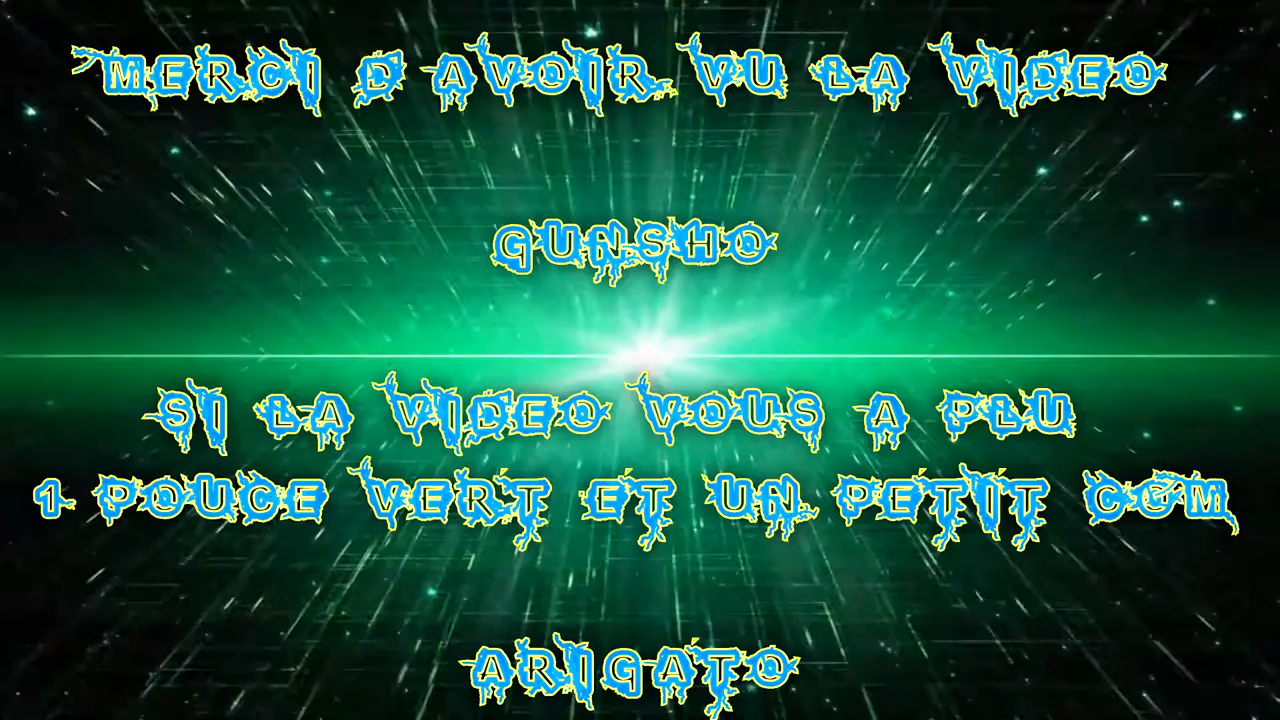 MERCI D AVOIR VU LA VIDEO
GUNSHO
SI LA VIDEO VOUS A PLU
1 POUCE VERT ET UN PETIT COM
ARIGATO